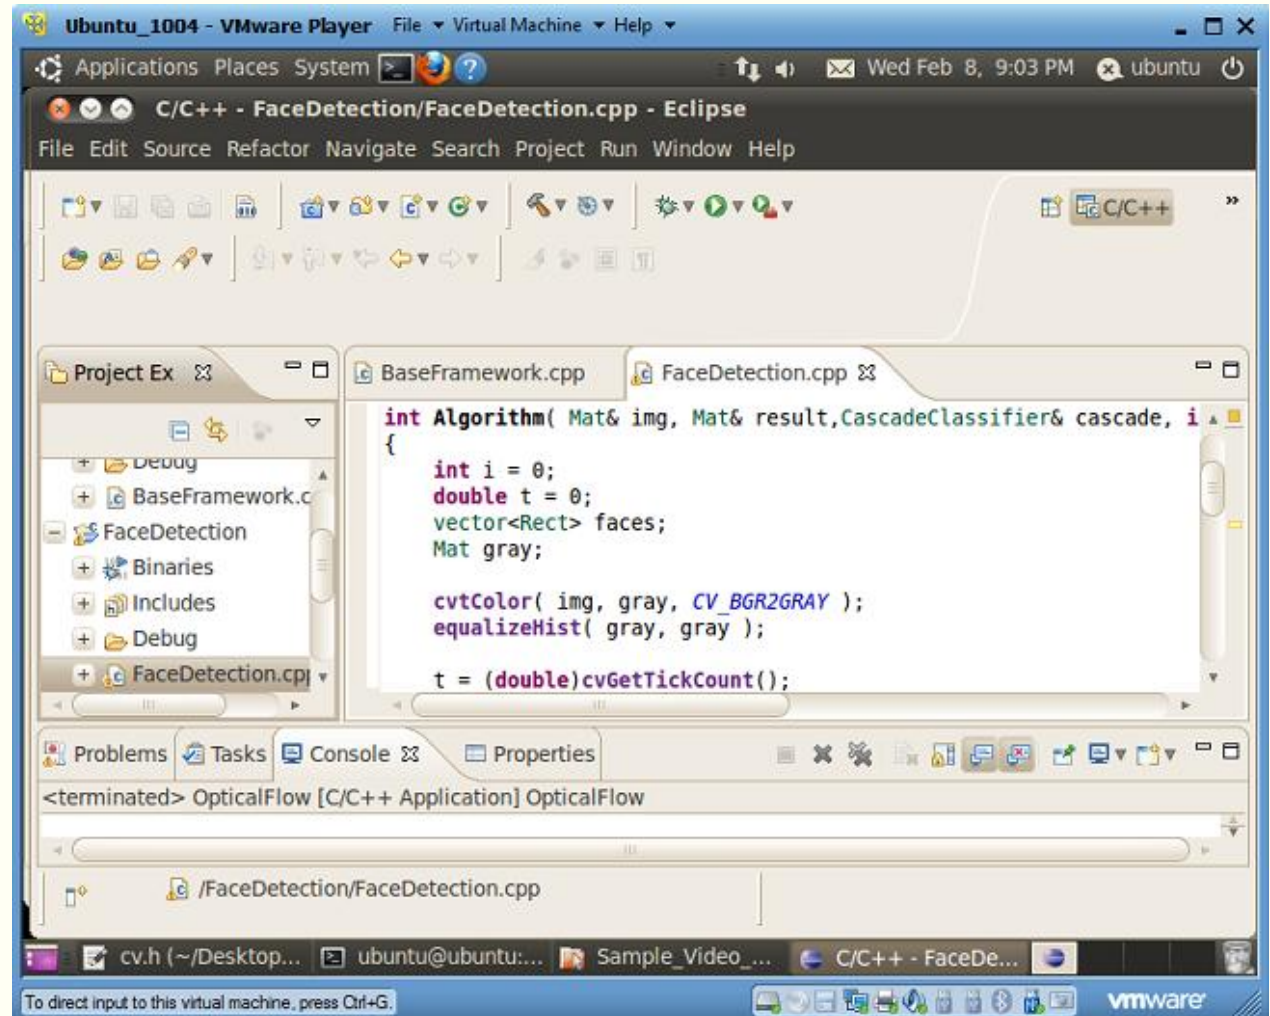 Ubuntu_1004 - VMware Player File Virtual Machine Help
Applications Places System Wed Feb 8, 9:03 PM ubuntu
C/C++ - FaceDetection/FaceDetection.cpp - Eclipse
File Edit Source Refactor Navigate Search Project Run Window Help
C/C++
Project Ex
BaseFramework.cpp FaceDetection.cpp
Debug
BaseFramework.c
FaceDetection
Binaries
Includes
Debug
FaceDetection.cp
int Algorithm( Mat& img, Mat& result,CascadeClassifier& cascade, i
{
int i = 0;
double t = 0;
vector<Rect> faces;
Mat gray;
cvtColor( img, gray, CV_BGR2GRAY );
equalizeHist( gray, gray );
t = (double)cvGetTickCount();
Problems Tasks Console Properties
<terminated> OpticalFlow [C/C++ Application] OpticalFlow
/FaceDetection/FaceDetection.cpp
cv.h (~/Desktop... ubuntu@ubuntu:... Sample_Video_... C/C++ - FaceDe...
To direct input to this virtual machine, press Ctrl+G. vmware